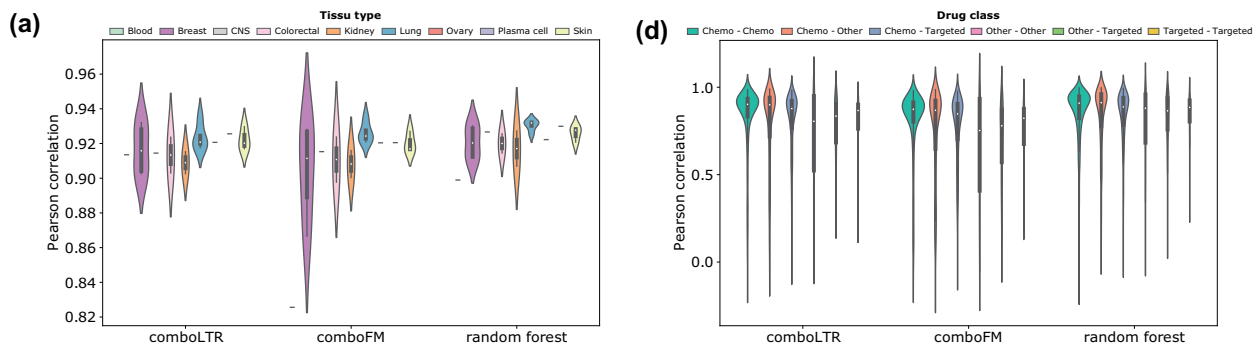 (a)
Tissu type
Blood Breast CNS Colorectal Kidney Lung Ovary Plasma cell Skin
Pearson correlation
0.96
0.94
0.92
0.90
0.88
0.86
0.84
0.82
comboLTR comboFM random forest
(d)
Drug class
Chemo - Chemo Chemo - Other Chemo - Targeted Other - Other Other - Targeted Targeted - Targeted
Pearson correlation
1.0
0.5
0.0
comboLTR comboFM random forest